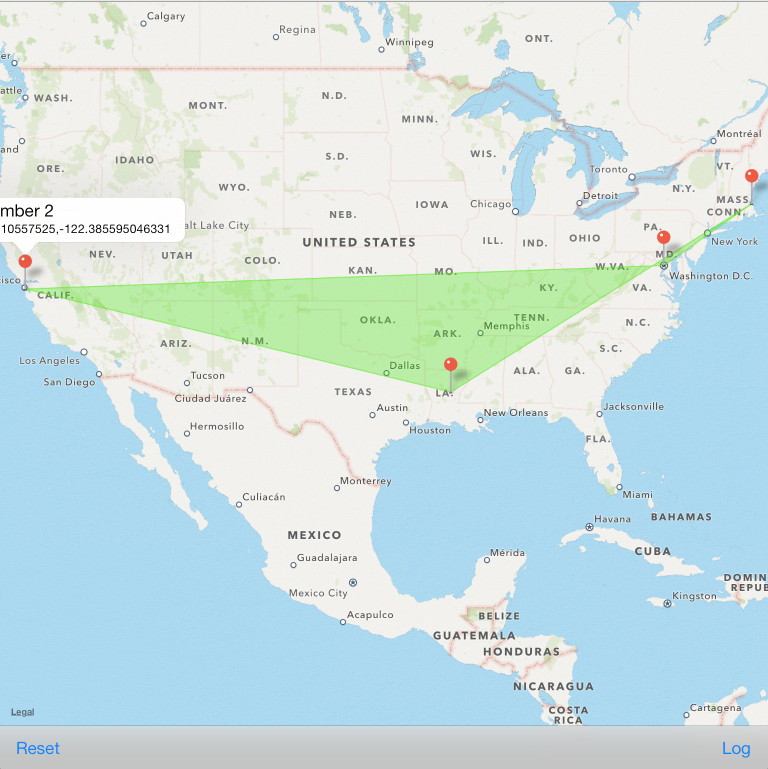 Calgary
Regina
Winnipeg
ONT.
WASH.
MONT.
N.D.
MINN.
Montréal
ORE.
IDAHO
S.D.
WIS.
Toronto
VT.
N.Y.
MASS.
CONN.
WYO.
IOWA
Chicago
Detroit
mber 2
10557525,-122.385595046331
alt Lake City
NEB.
UNITED STATES
ILL.
IND.
OHIO
PA.
New York
NEV.
UTAH
COLO.
KAN.
MO.
W.VA.
MD.
Washington D.C.
isco
CALIF.
KY.
VA.
OKLA.
ARK.
Memphis
TENN.
N.C.
ARIZ.
N.M.
S.C.
Los Angeles
San Diego
Tucson
Dallas
ALA.
GA.
Ciudad Juárez
TEXAS
LA.
Austin
Houston
New Orleans
Jacksonville
Hermosillo
FLA.
Monterrey
Culiacán
Miami
Havana
BAHAMAS
MEXICO
CUBA
Guadalajara
Mérida
Mexico City
DOMIN
REPUB
Kingston
Acapulco
BELIZE
GUATEMALA
HONDURAS
NICARAGUA
Legal
COSTA
RICA
Cartagena
Reset
Log